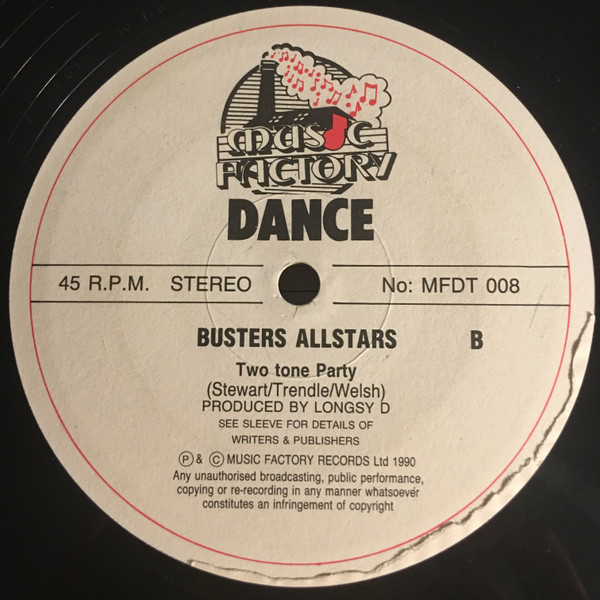 MUSIC
FACTORY
DANCE
45 R.P.M. STEREO No: MFDT 008
BUSTERS ALLSTARS B
Two tone Party
(Stewart/Trendle/Welsh)
PRODUCED BY LONGSY D
SEE SLEEVE FOR DETAILS OF
WRITERS & PUBLISHERS
Ⓟ & Ⓒ MUSIC FACTORY RECORDS Ltd 1990
Any unauthorised broadcasting, public performance,
copying or re-recording in any manner whatsoever
constitutes an infringement of copyright